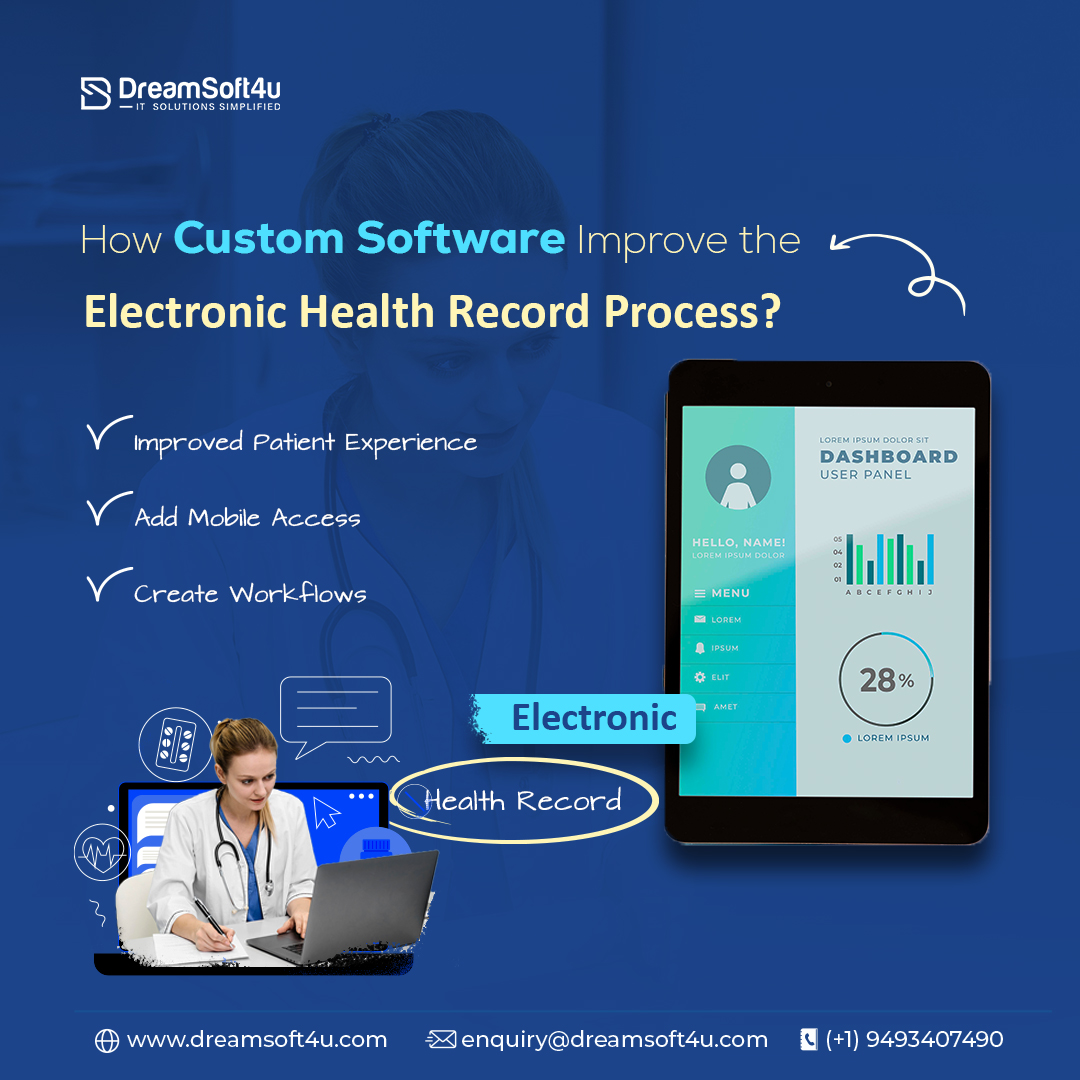 DreamSoft4u
IT SOLUTIONS SIMPLIFIED
How Custom Software Improve the
Electronic Health Record Process?
Improved Patient Experience
Add Mobile Access
Create Workflows
LOREM IPSUM DOLOR SIT
DASHBOARD
USER PANEL
HELLO, NAME!
LOREM IPSUM DOLOR
MENU
LOREM
IPSUM
ELIT
AMET
05
04
02
01
A B C E F G H I J
28%
LOREM IPSUM
Electronic
Health Record
www.dreamsoft4u.com
enquiry@dreamsoft4u.com
(+1) 9493407490